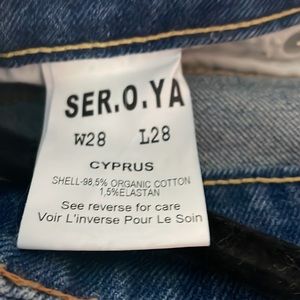 SER.O.YA
W28 L28
CYPRUS
SHELL-98,5% ORGANIC COTTON
1,5%ELASTAN
See reverse for care
Voir L'inverse Pour Le Soin